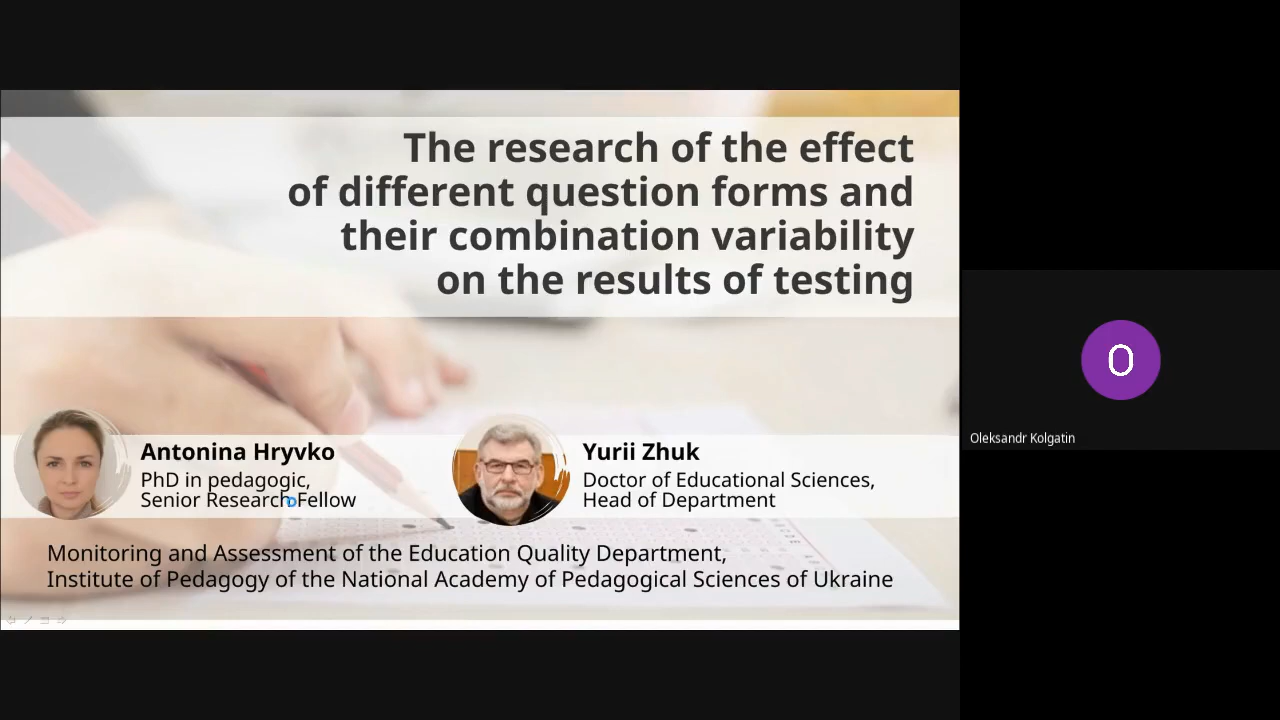 The research of the effect
of different question forms and
their combination variability
on the results of testing
Antonina Hryvko
PhD in pedagogic,
Senior Research Fellow
Yurii Zhuk
Doctor of Educational Sciences,
Head of Department
Monitoring and Assessment of the Education Quality Department,
Institute of Pedagogy of the National Academy of Pedagogical Sciences of Ukraine
O
Oleksandr Kolgatin